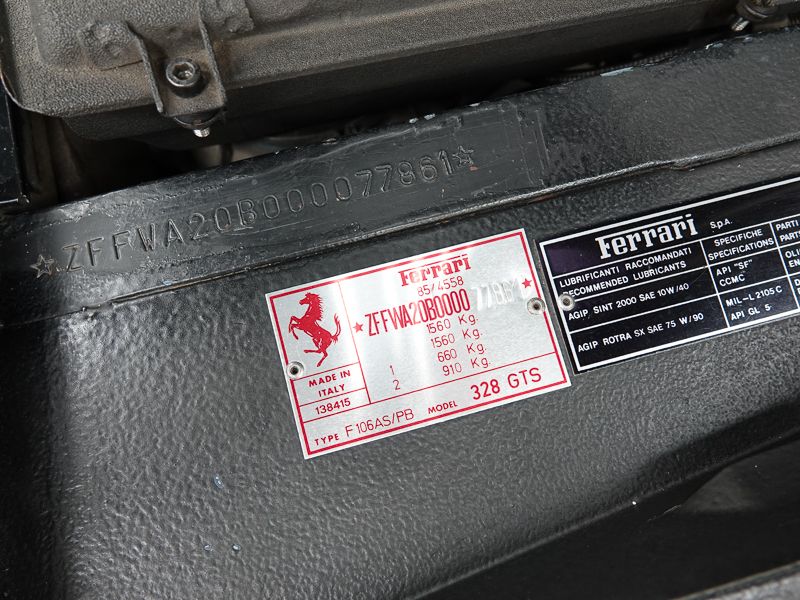 ☆ZFFWA20B000077861☆
Ferrari
85/4558
★ZFFWA20B0000 77861★
1560 Kg.
1560 Kg.
1 660 Kg.
2 910 Kg.
MADE IN
ITALY
138415
TYPE F106AS/PB MODEL 328 GTS
Ferrari S.p.A.
LUBRIFICANTI RACCOMANDATI
RECOMMENDED LUBRICANTS
SPECIFICHE
SPECIFICATIONS
PARTI
AGIP SINT 2000 SAE 10W/40
API "SF"
CCMC
AGIP ROTRA SX SAE 75 W/90
MIL-L 2105 C
API GL 5